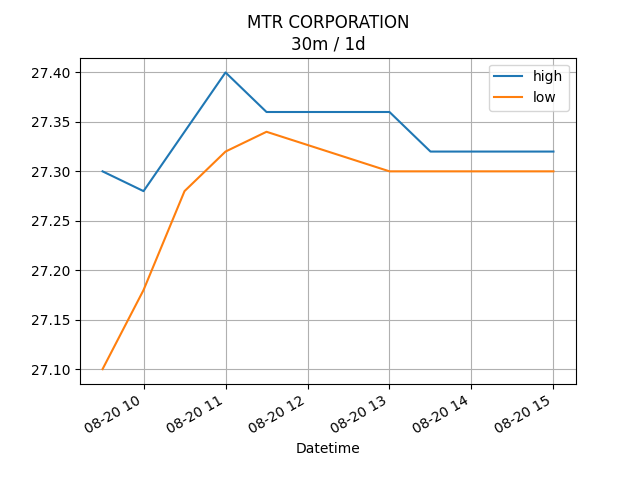 MTR CORPORATION
30m / 1d
high
low
27.40
27.35
27.30
27.25
27.20
27.15
27.10
08-20 10
08-20 11
08-20 12
08-20 13
08-20 14
08-20 15
Datetime